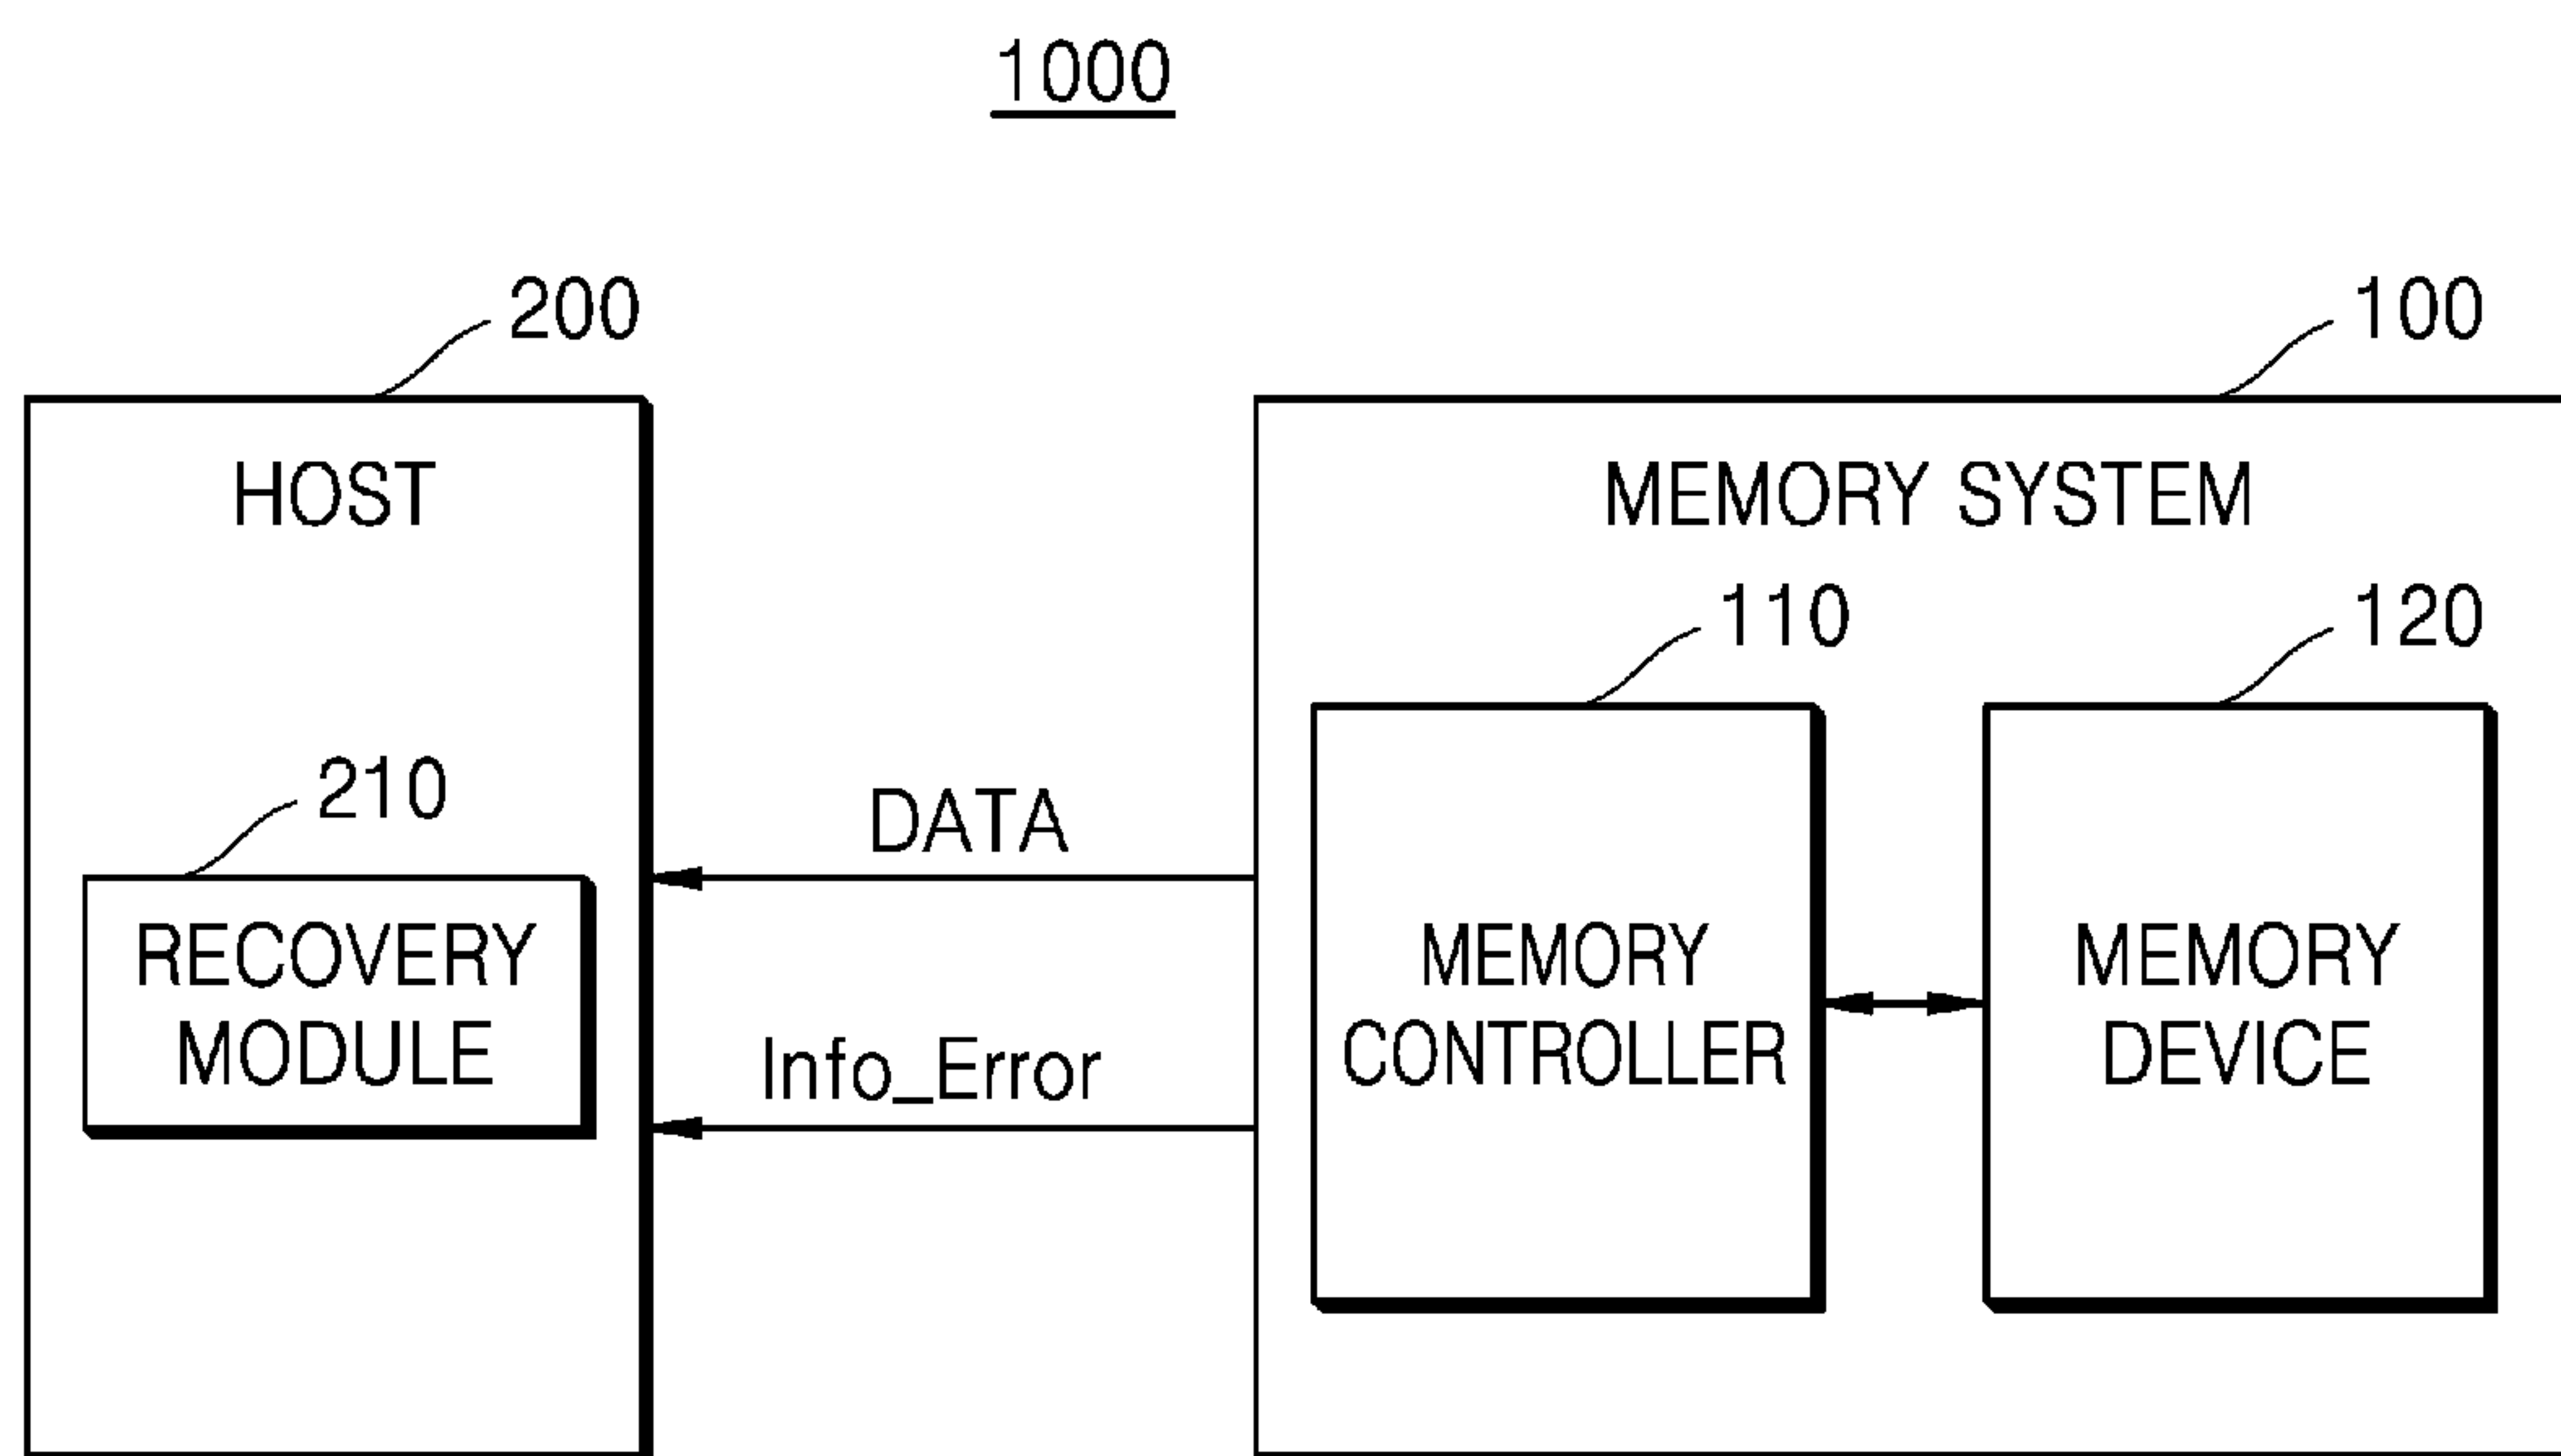 1000
200
100
HOST
MEMORY SYSTEM
110
120
210
DATA
RECOVERY
MODULE
Info_Error
MEMORY
CONTROLLER
MEMORY
DEVICE